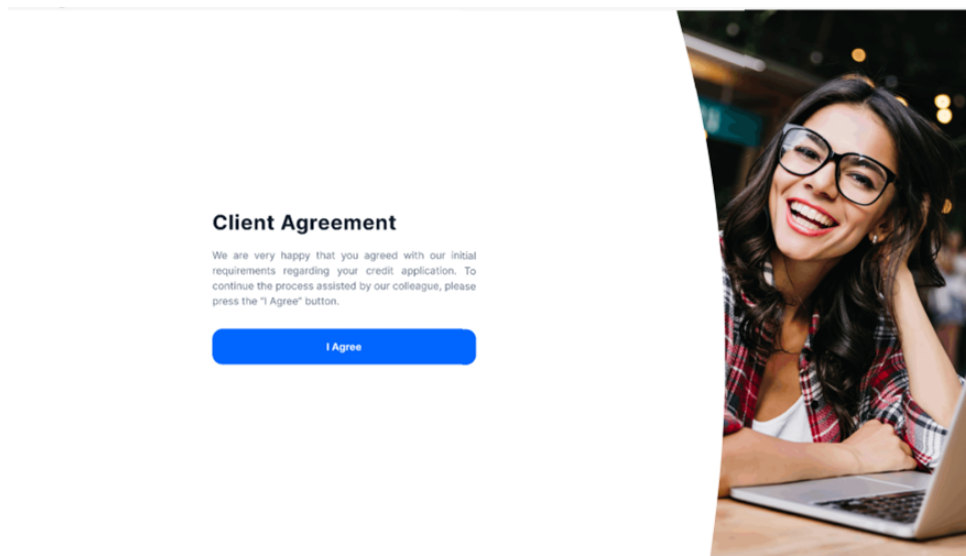 Client Agreement
We are very happy that you agreed with our initial
requirements regarding your credit application. To
continue the process assisted by our colleague, please
press the "I Agree" button.
I Agree